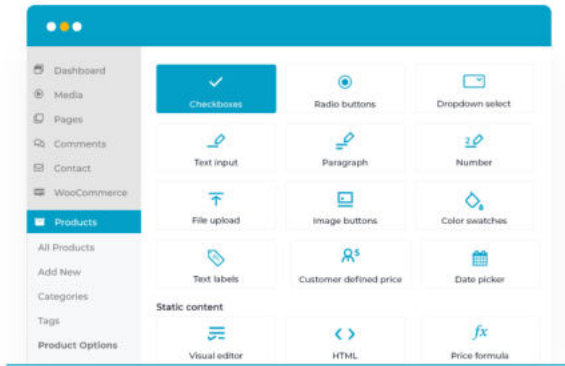 Dashboard
Media
Pages
Comments
Contact
WooCommerce
Products
All Products
Add New
Categories
Tags
Product Options
Checkboxes
Radio buttons
Dropdown select
Text input
Paragraph
2
Number
File upload
Image buttons
Color swatches
Text labels
$
Customer defined price
Date picker
Static content
Visual editor
HTML
fx
Price formula